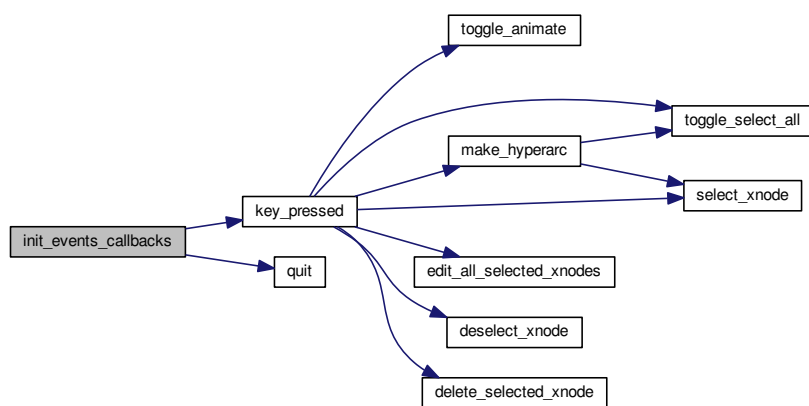 toggle_animate
toggle_select_all
make_hyperarc
select_xnode
key_pressed
init_events_callbacks
quit
edit_all_selected_xnodes
deselect_xnode
delete_selected_xnode